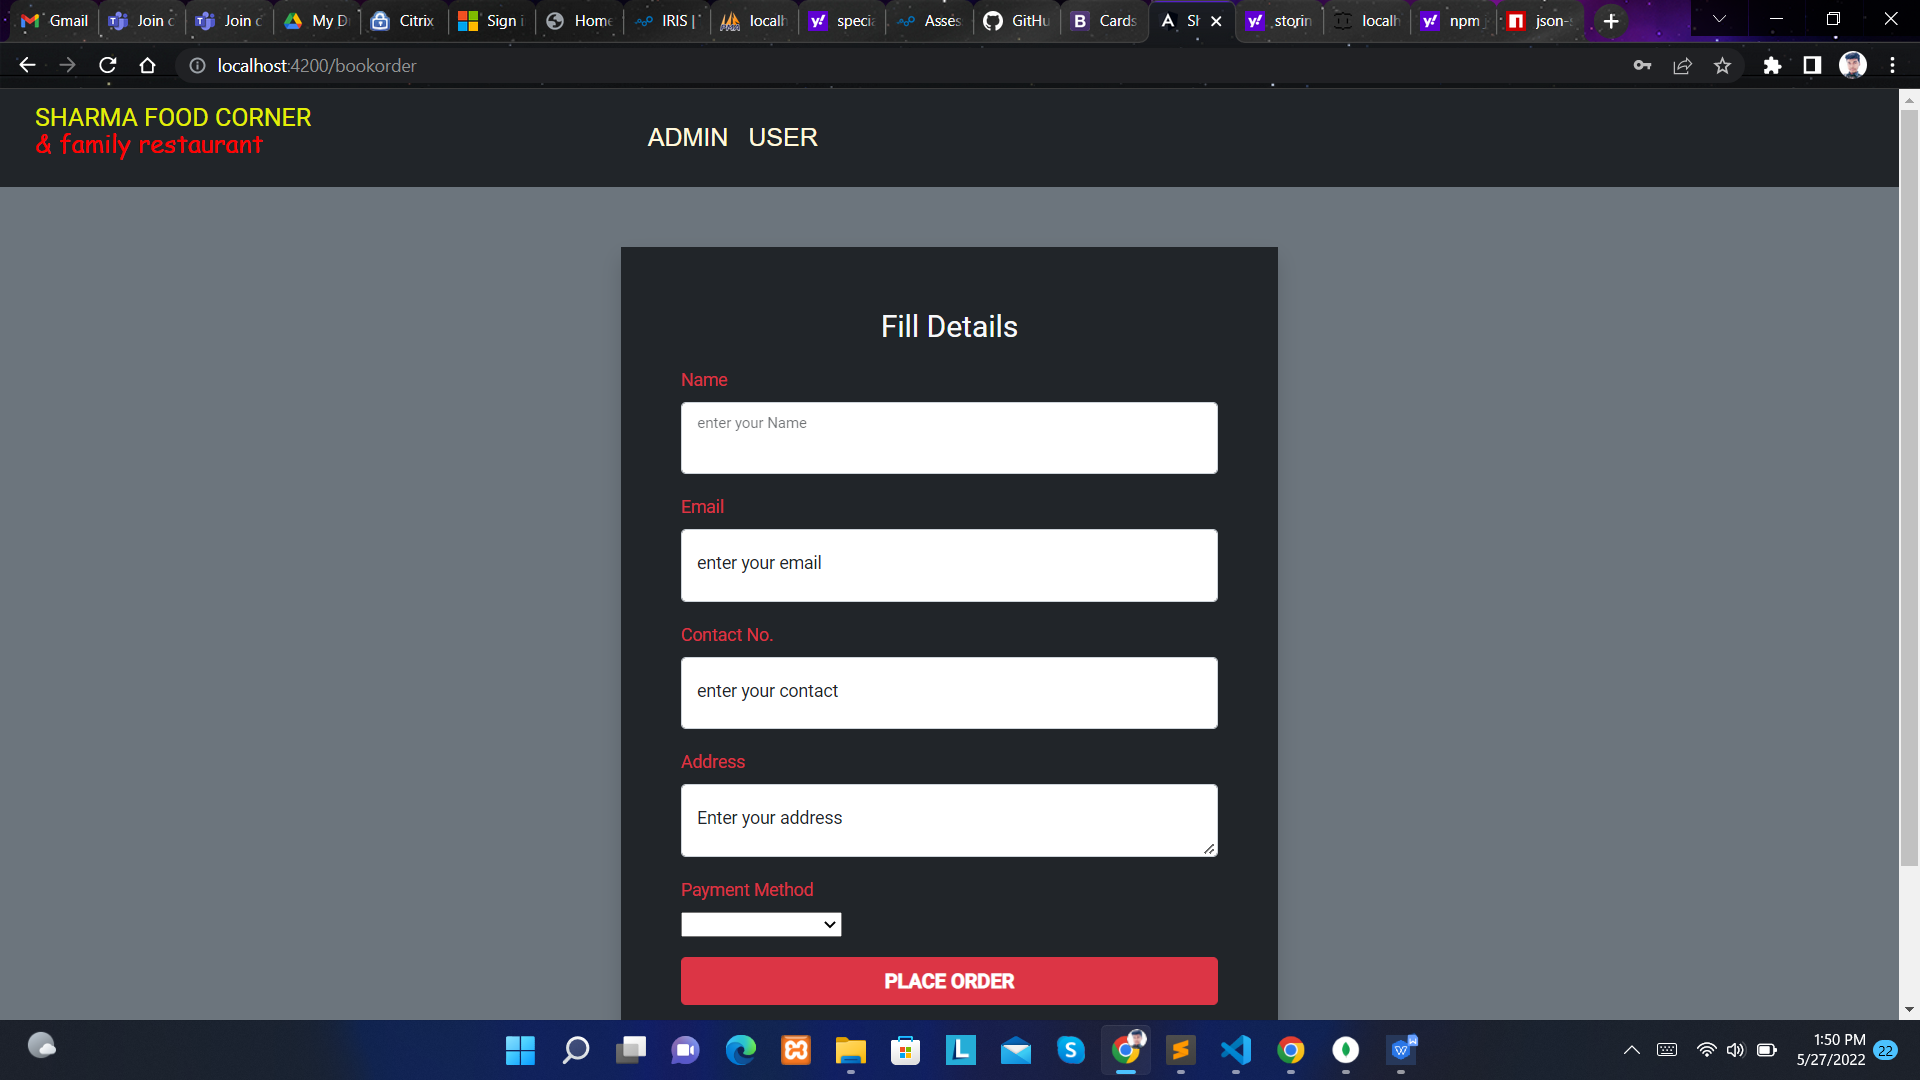 Gmail
Join c
Join c
My D
Citrix
Sign i
Home
IRIS |
localh
specia
Asses
GitHu
Cards
Sh
storin
localh
npm
json-s
localhost:4200/bookorder
SHARMA FOOD CORNER
& family restaurant
ADMIN USER
Fill Details
Name
enter your Name
Email
enter your email
Contact No.
enter your contact
Address
Enter your address
Payment Method
PLACE ORDER
1:50 PM
5/27/2022
22